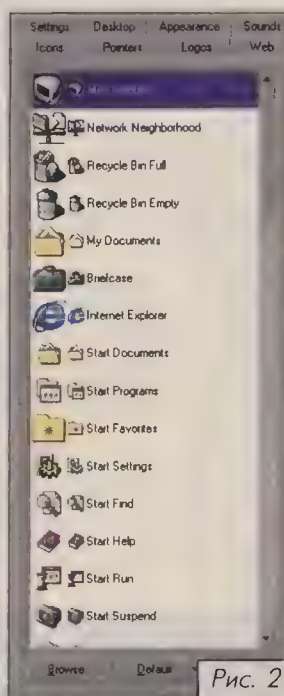 Settings Desktop Appearance Sounds
Icons Pointers Logos Web
Network Neighborhood
Recycle Bin Full
Recycle Bin Empty
My Documents
Briefcase
Internet Explorer
Start Documents
Start Programs
Start Favorites
Start Settings
Start Find
Start Help
Start Run
Start Suspend
Browse Default
Рис. 2